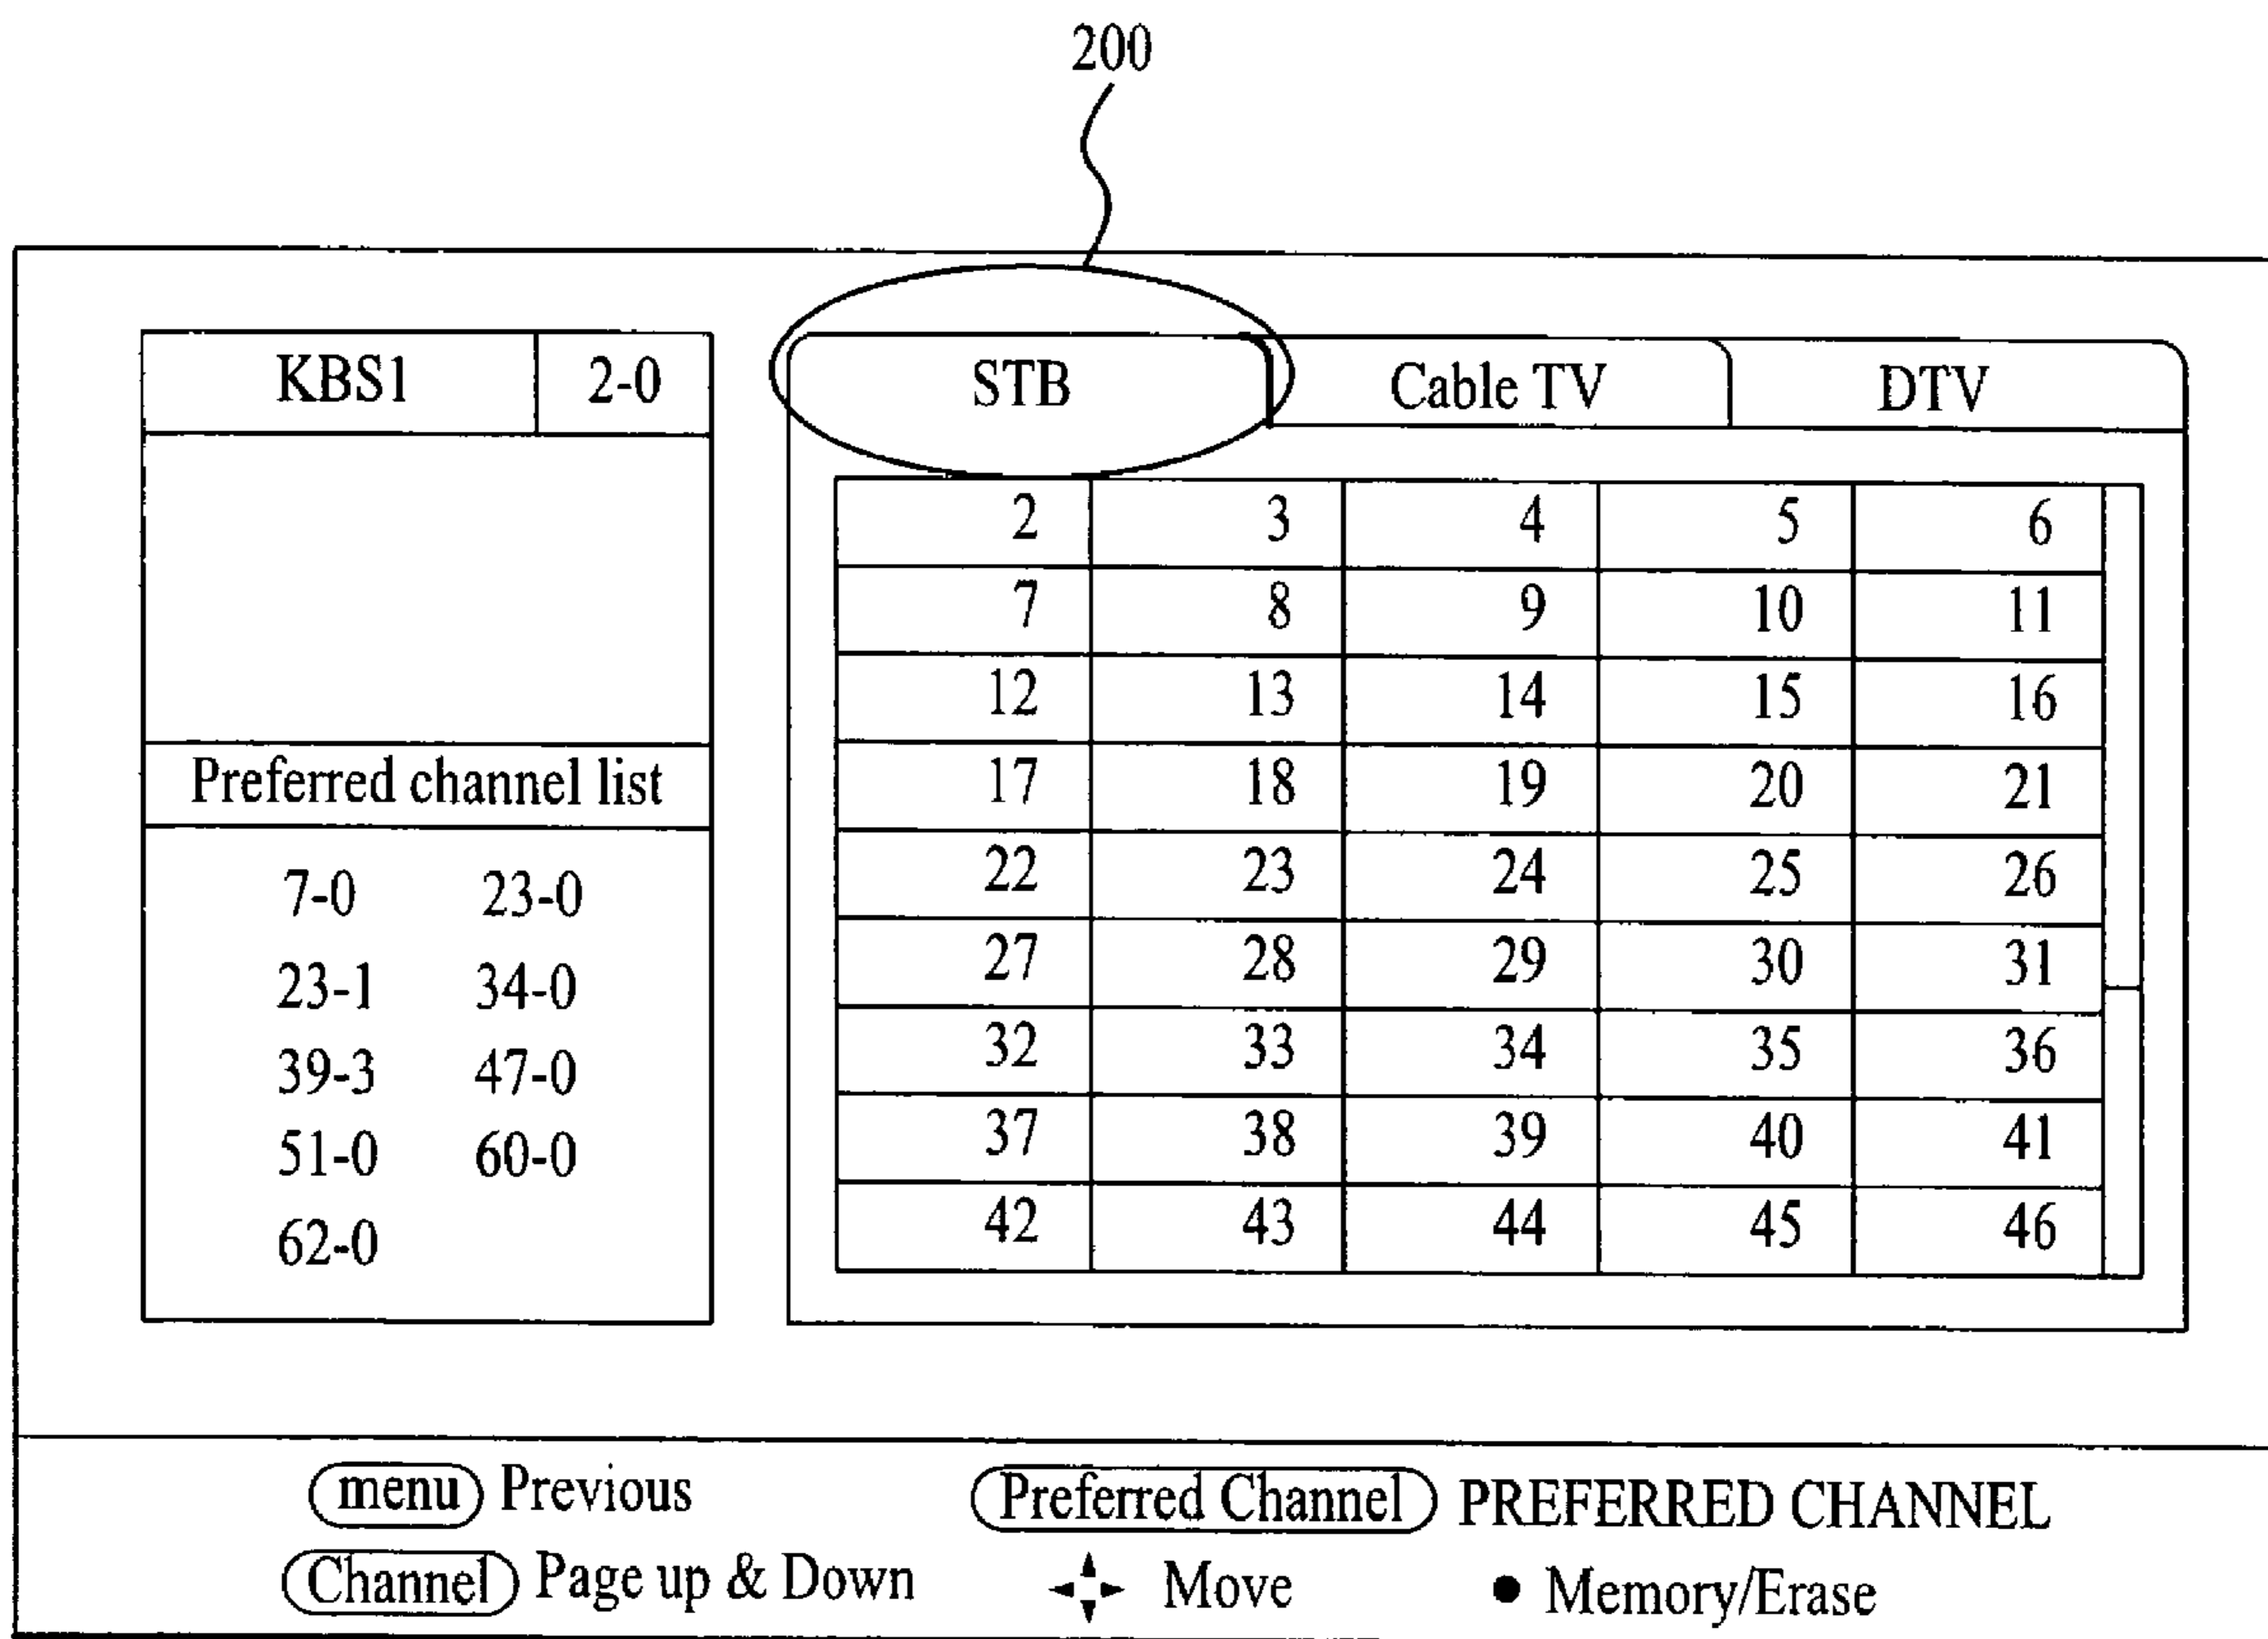 200
KBS1 2-0
STB Cable TV DTV
2 3 4 5 6
7 8 9 10 11
12 13 14 15 16
17 18 19 20 21
22 23 24 25 26
27 28 29 30 31
32 33 34 35 36
37 38 39 40 41
42 43 44 45 46
Preferred channel list
7-0 23-0
23-1 34-0
39-3 47-0
51-0 60-0
62-0
menu Previous Preferred Channel PREFERRED CHANNEL
Channel Page up & Down Move Memory/Erase